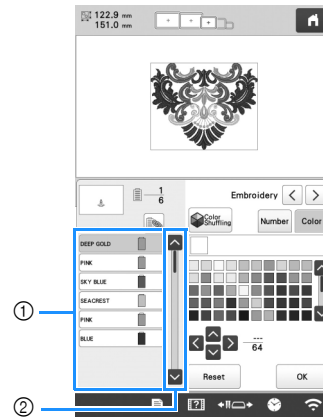 122.9 mm
151.0 mm
1
6
Embroidery
Color Shuffling
Number
Color
DEEP GOLD
PINK
SKY BLUE
SEACREST
PINK
BLUE
①
---
64
②
Reset
OK